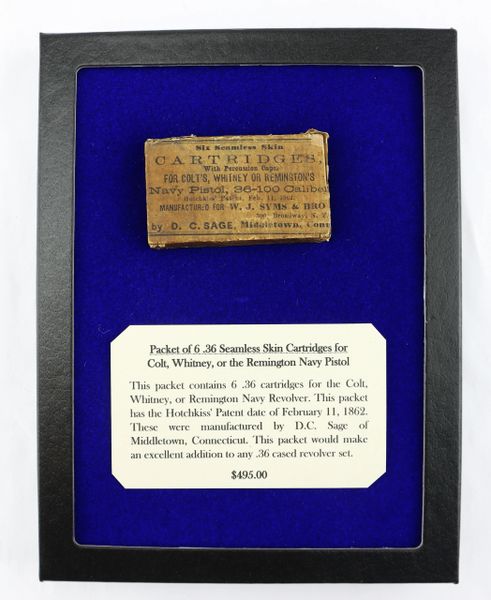 Six Seamless Skin
CARTRIDGES,
With Percussion Caps,
FOR COLT'S, WHITNEY OR REMINGTON'S
Navy Pistol, 36-100 Caliber
Hotchkiss' Patent, Feb. 11, 1862.
MANUFACTURED FOR W. J. SYMS & BRO
Broadway, N. Y.
by D. C. SAGE, Middletown, Conn
Packet of 6 .36 Seamless Skin Cartridges for
Colt, Whitney, or the Remington Navy Pistol
This packet contains 6 .36 cartridges for the Colt,
Whitney, or Remington Navy Revolver. This packet
has the Hotchkiss' Patent date of February 11, 1862.
These were manufactured by D.C. Sage of
Middletown, Connecticut. This packet would make
an excellent addition to any .36 cased revolver set.
$495.00